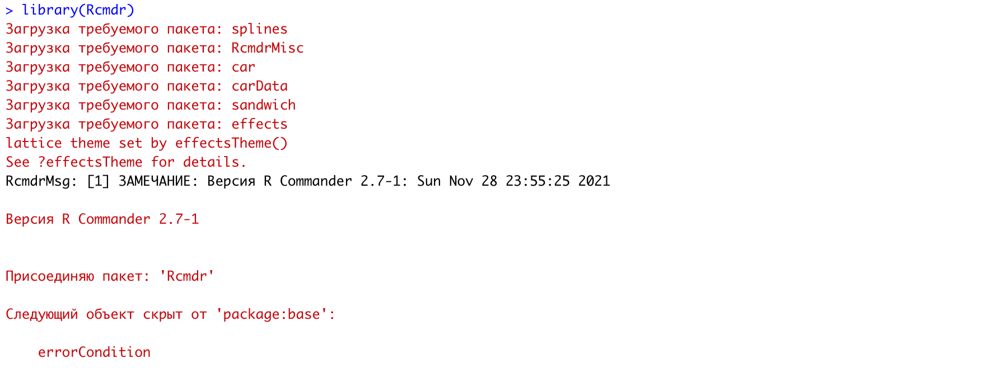 > library(Rcmdr)
Загрузка требуемого пакета: splines
Загрузка требуемого пакета: RcmdrMisc
Загрузка требуемого пакета: car
Загрузка требуемого пакета: carData
Загрузка требуемого пакета: sandwich
Загрузка требуемого пакета: effects
lattice theme set by effectsTheme()
See ?effectsTheme for details.
RcmdrMsg: [1] ЗАМЕЧАНИЕ: Версия R Commander 2.7-1: Sun Nov 28 23:55:25 2021
Версия R Commander 2.7-1
Присоединяю пакет: 'Rcmdr'
Следующий объект скрыт от 'package:base':
errorCondition